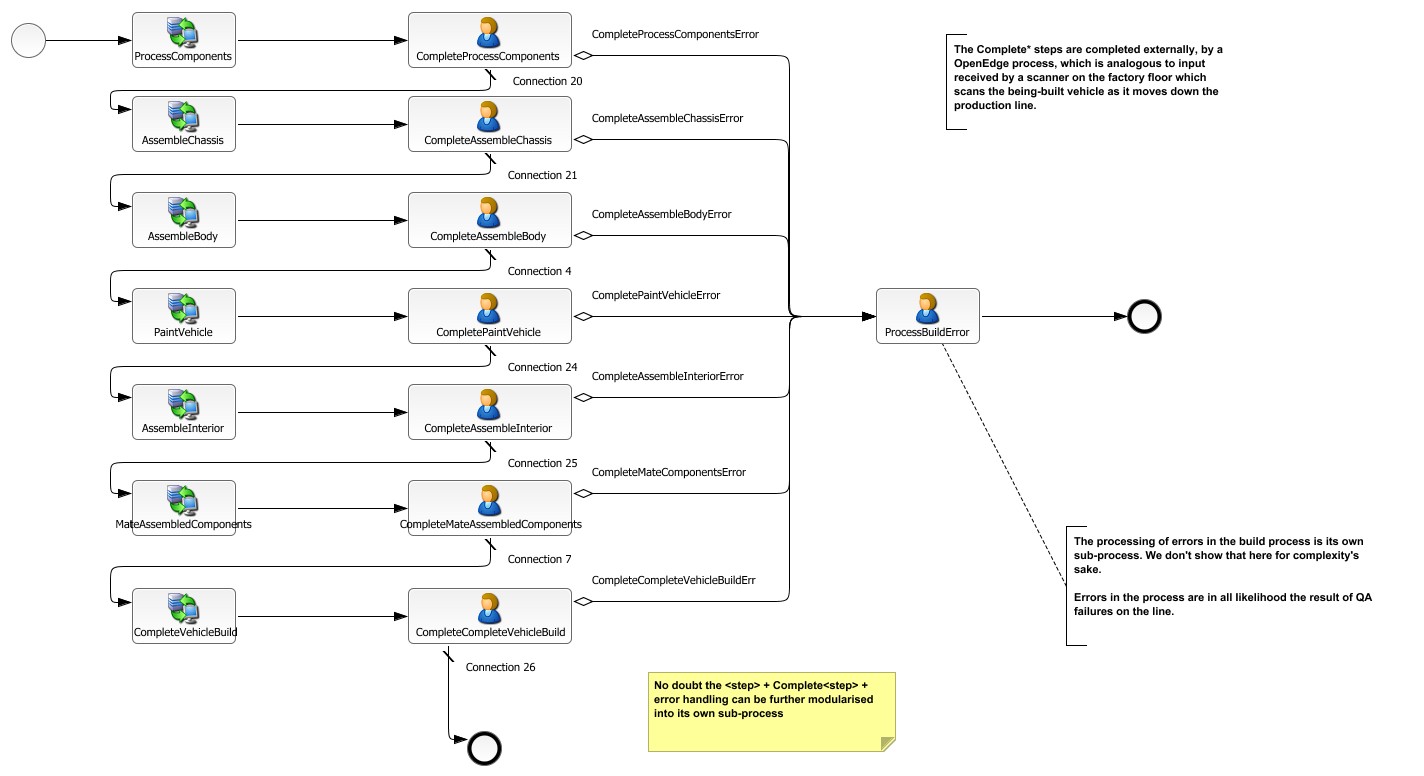 ProcessComponents
CompleteProcessComponents
CompleteProcessComponentsError
The Complete* steps are completed externally, by a
OpenEdge process, which is analogous to input
received by a scanner on the factory floor which
scans the being-built vehicle as it moves down the
production line.
Connection 20
AssembleChassis
CompleteAssembleChassis
CompleteAssembleChassisError
Connection 21
AssembleBody
CompleteAssembleBody
CompleteAssembleBodyError
Connection 4
PaintVehicle
CompletePaintVehicle
CompletePaintVehicleError
ProcessBuildError
Connection 24
AssembleInterior
CompleteAssembleInterior
CompleteAssembleInteriorError
Connection 25
MateAssembledComponents
CompleteMateAssembledComponents
CompleteMateComponentsError
Connection 7
The processing of errors in the build process is its own
sub-process. We don't show that here for complexity's
sake.
Errors in the process are in all likelihood the result of QA
failures on the line.
CompleteVehicleBuild
CompleteCompleteVehicleBuild
CompleteCompleteVehicleBuildErr
Connection 26
No doubt the <step> + Complete<step> +
error handling can be further modularised
into its own sub-process